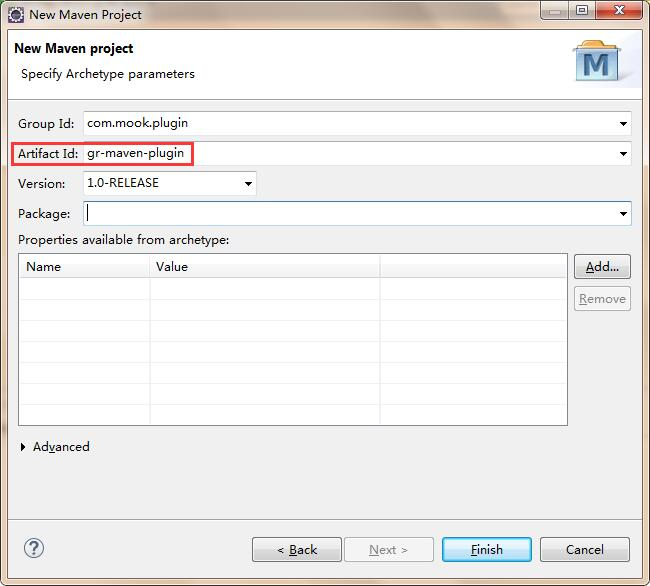 New Maven Project
New Maven project
Specify Archetype parameters
M
Group Id: com.mook.plugin
Artifact Id: gr-maven-plugin
Version: 1.0-RELEASE
Package:
Properties available from archetype:
Name Value
Add...
Remove
Advanced
? < Back Next > Finish Cancel